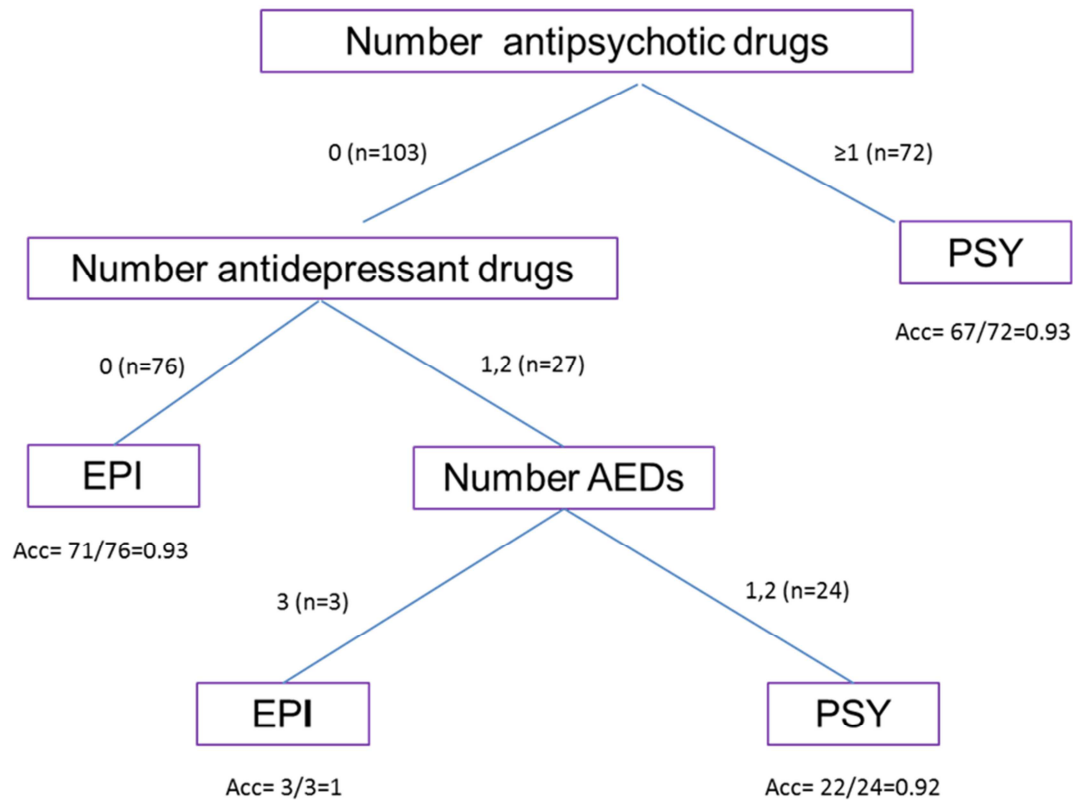 Number antipsychotic drugs
0 (n=103)
≥1 (n=72)
Number antidepressant drugs
PSY
Acc= 67/72=0.93
0 (n=76)
1,2 (n=27)
EPI
Number AEDs
Acc= 71/76=0.93
3 (n=3)
1,2 (n=24)
EPI
PSY
Acc= 3/3=1
Acc= 22/24=0.92